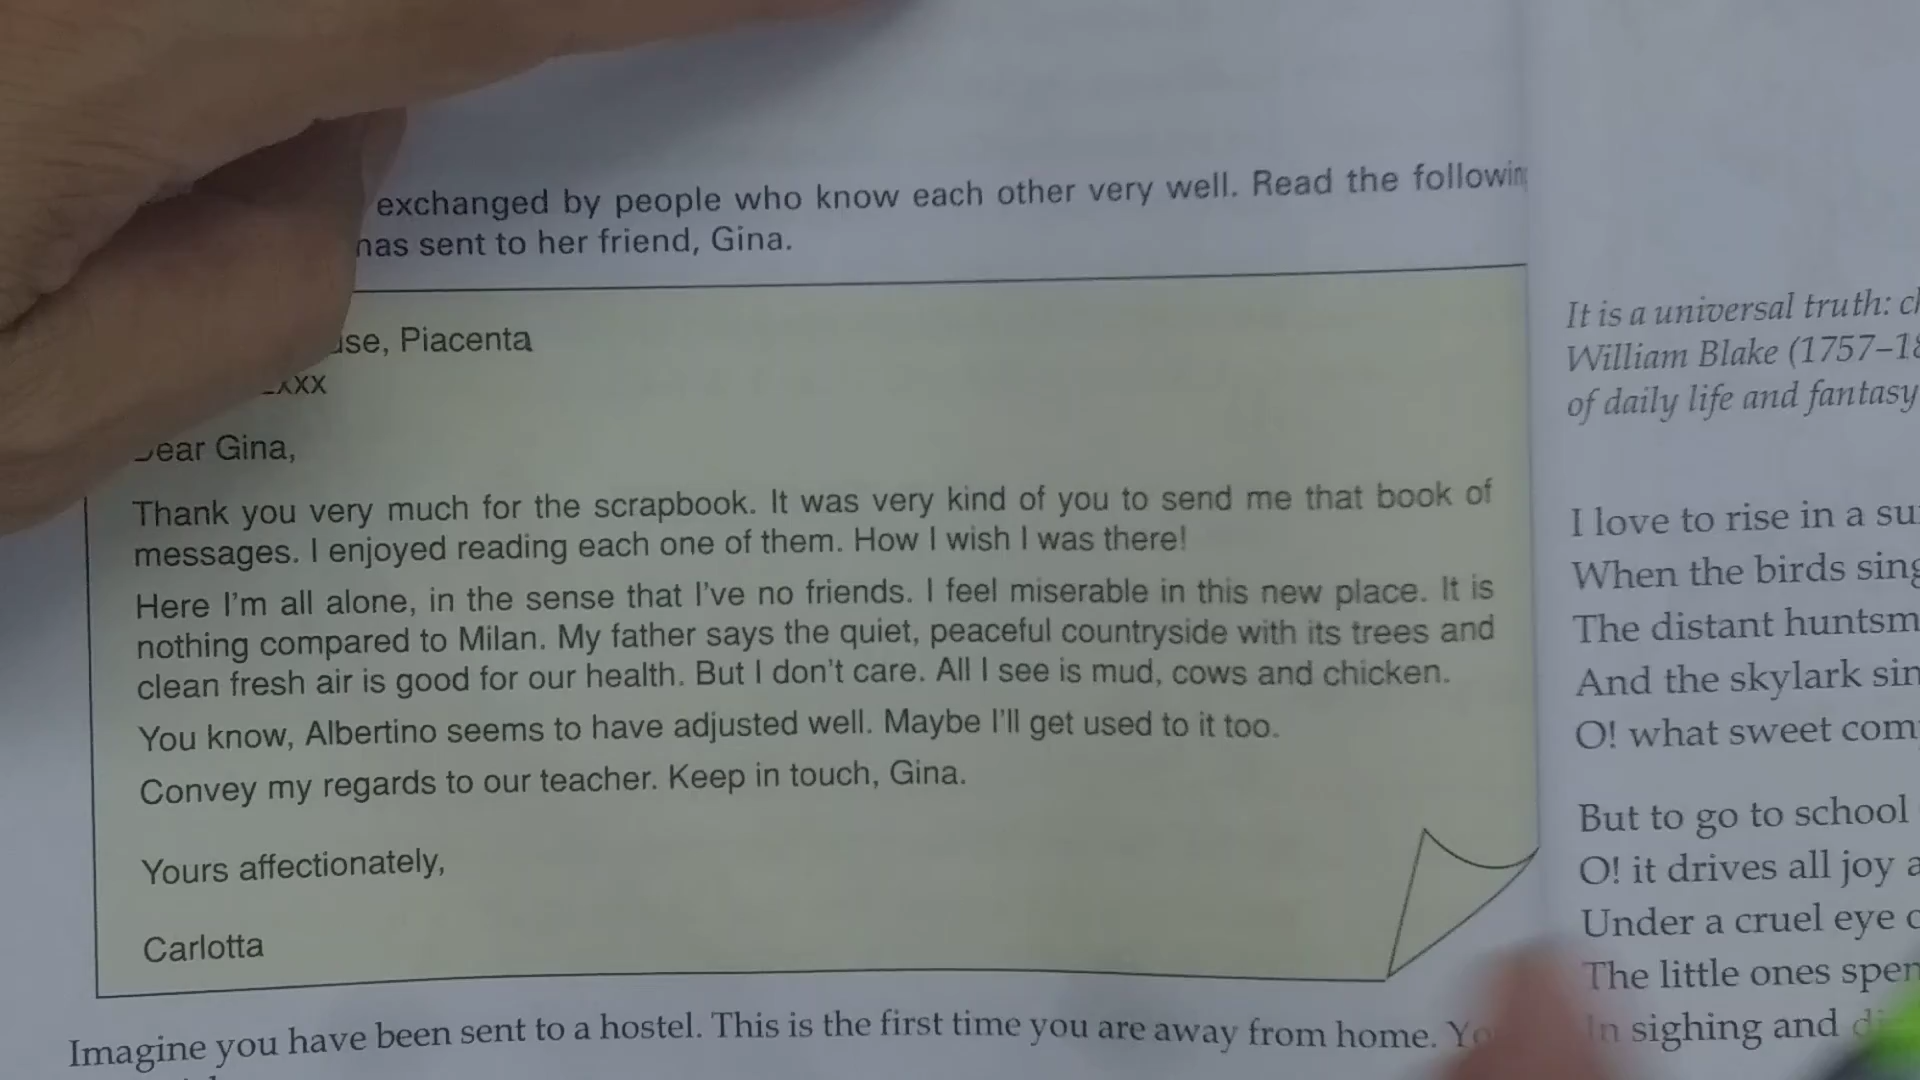 exchanged by people who know each other very well. Read the following
has sent to her friend, Gina.
Piacenta
Dear Gina,
Thank you very much for the scrapbook. It was very kind of you to send me that book of
messages. I enjoyed reading each one of them. How I wish I was there!
Here I'm all alone, in the sense that I've no friends. I feel miserable in this new place. It is
nothing compared to Milan. My father says the quiet, peaceful countryside with its trees and
clean fresh air is good for our health. But I don't care. All I see is mud, cows and chicken.
You know, Albertino seems to have adjusted well. Maybe I'll get used to it too.
Convey my regards to our teacher. Keep in touch, Gina.
Yours affectionately,
Carlotta
Imagine you have been sent to a hostel. This is the first time you are away from home.
It is a universal truth:
William Blake (1757–
of daily life and fantasy
I love to rise in a
When the birds sing
The distant
And the skylark
O! what sweet
But to go to school
O! it drives all joy
Under a cruel eye
The little ones
In sighing and